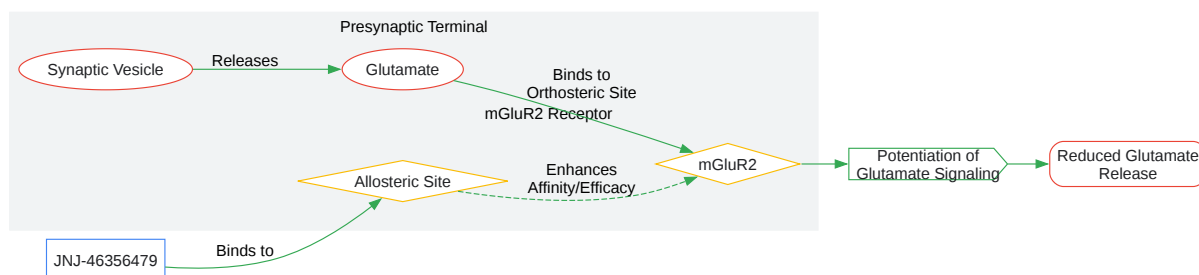 Presynaptic Terminal
Synaptic Vesicle
Releases
Glutamate
Binds to
Orthosteric Site
mGluR2 Receptor
mGluR2
Allosteric Site
Enhances
Affinity/Efficacy
Potentiation of
Glutamate Signaling
Reduced Glutamate
Release
JNJ-46356479
Binds to